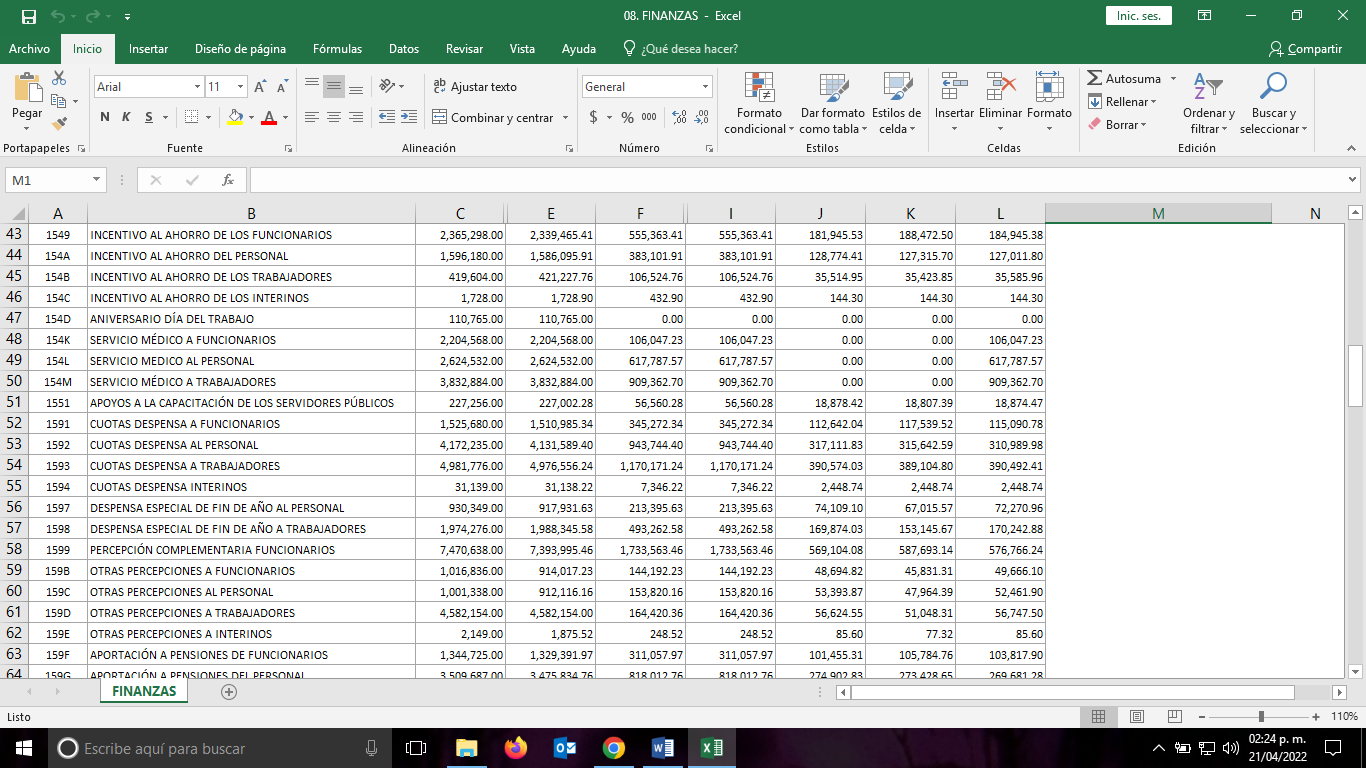 08. FINANZAS - Excel
Inic. ses.
Archivo Inicio Insertar Diseño de página Fórmulas Datos Revisar Vista Ayuda ¿Qué desea hacer? Compartir
Pegar
Arial 11
N K S
Ajustar texto
Combinar y centrar
General
$ % 000
Formato condicional
Dar formato como tabla
Estilos de celda
Insertar Eliminar Formato
Autosuma
Rellenar
Borrar
Ordenar y filtrar
Buscar y seleccionar
Portapapeles Fuente Alineación Número Estilos Celdas Edición
M1 fx
A B C E F I J K L M N
43 1549 INCENTIVO AL AHORRO DE LOS FUNCIONARIOS 2,365,298.00 2,339,465.41 555,363.41 555,363.41 181,945.53 188,472.50 184,945.38
44 154A INCENTIVO AL AHORRO DEL PERSONAL 1,596,180.00 1,586,095.91 383,101.91 383,101.91 128,774.41 127,315.70 127,011.80
45 154B INCENTIVO AL AHORRO DE LOS TRABAJADORES 419,604.00 421,227.76 106,524.76 106,524.76 35,514.95 35,423.85 35,585.96
46 154C INCENTIVO AL AHORRO DE LOS INTERINOS 1,728.00 1,728.90 432.90 432.90 144.30 144.30 144.30
47 154D ANIVERSARIO DÍA DEL TRABAJO 110,765.00 110,765.00 0.00 0.00 0.00 0.00 0.00
48 154K SERVICIO MÉDICO A FUNCIONARIOS 2,204,568.00 2,204,568.00 106,047.23 106,047.23 0.00 0.00 106,047.23
49 154L SERVICIO MEDICO AL PERSONAL 2,624,532.00 2,624,532.00 617,787.57 617,787.57 0.00 0.00 617,787.57
50 154M SERVICIO MÉDICO A TRABAJADORES 3,832,884.00 3,832,884.00 909,362.70 909,362.70 0.00 0.00 909,362.70
51 1551 APOYOS A LA CAPACITACIÓN DE LOS SERVIDORES PÚBLICOS 227,256.00 227,002.28 56,560.28 56,560.28 18,878.42 18,807.39 18,874.47
52 1591 CUOTAS DESPENSA A FUNCIONARIOS 1,525,680.00 1,510,985.34 345,272.34 345,272.34 112,642.04 117,539.52 115,090.78
53 1592 CUOTAS DESPENSA AL PERSONAL 4,172,235.00 4,131,589.40 943,744.40 943,744.40 317,111.83 315,642.59 310,989.98
54 1593 CUOTAS DESPENSA A TRABAJADORES 4,981,776.00 4,976,556.24 1,170,171.24 1,170,171.24 390,574.03 389,104.80 390,492.41
55 1594 CUOTAS DESPENSA INTERINOS 31,139.00 31,138.22 7,346.22 7,346.22 2,448.74 2,448.74 2,448.74
56 1597 DESPENSA ESPECIAL DE FIN DE AÑO AL PERSONAL 930,349.00 917,931.63 213,395.63 213,395.63 74,109.10 67,015.57 72,270.96
57 1598 DESPENSA ESPECIAL DE FIN DE AÑO A TRABAJADORES 1,974,276.00 1,988,345.58 493,262.58 493,262.58 169,874.03 153,145.67 170,242.88
58 1599 PERCEPCIÓN COMPLEMENTARIA FUNCIONARIOS 7,470,638.00 7,393,995.46 1,733,563.46 1,733,563.46 569,104.08 587,693.14 576,766.24
59 159B OTRAS PERCEPCIONES A FUNCIONARIOS 1,016,836.00 914,017.23 144,192.23 144,192.23 48,694.82 45,831.31 49,666.10
60 159C OTRAS PERCEPCIONES AL PERSONAL 1,001,338.00 912,116.16 153,820.16 153,820.16 53,393.87 47,964.39 52,461.90
61 159D OTRAS PERCEPCIONES A TRABAJADORES 4,582,154.00 4,582,154.00 164,420.36 164,420.36 56,624.55 51,048.31 56,747.50
62 159E OTRAS PERCEPCIONES A INTERINOS 2,149.00 1,875.52 248.52 248.52 85.60 77.32 85.60
63 159F APORTACIÓN A PENSIONES DE FUNCIONARIOS 1,344,725.00 1,329,391.97 311,057.97 311,057.97 101,455.31 105,784.76 103,817.90
64 159G APORTACIÓN A PENSIONES DEL PERSONAL 3,509,687.00 3,475,834.76 818,012.76 818,012.76 274,902.83 273,428.65 269,681.28
FINANZAS
Listo 110%
Escribe aquí para buscar
02:24 p. m.
21/04/2022